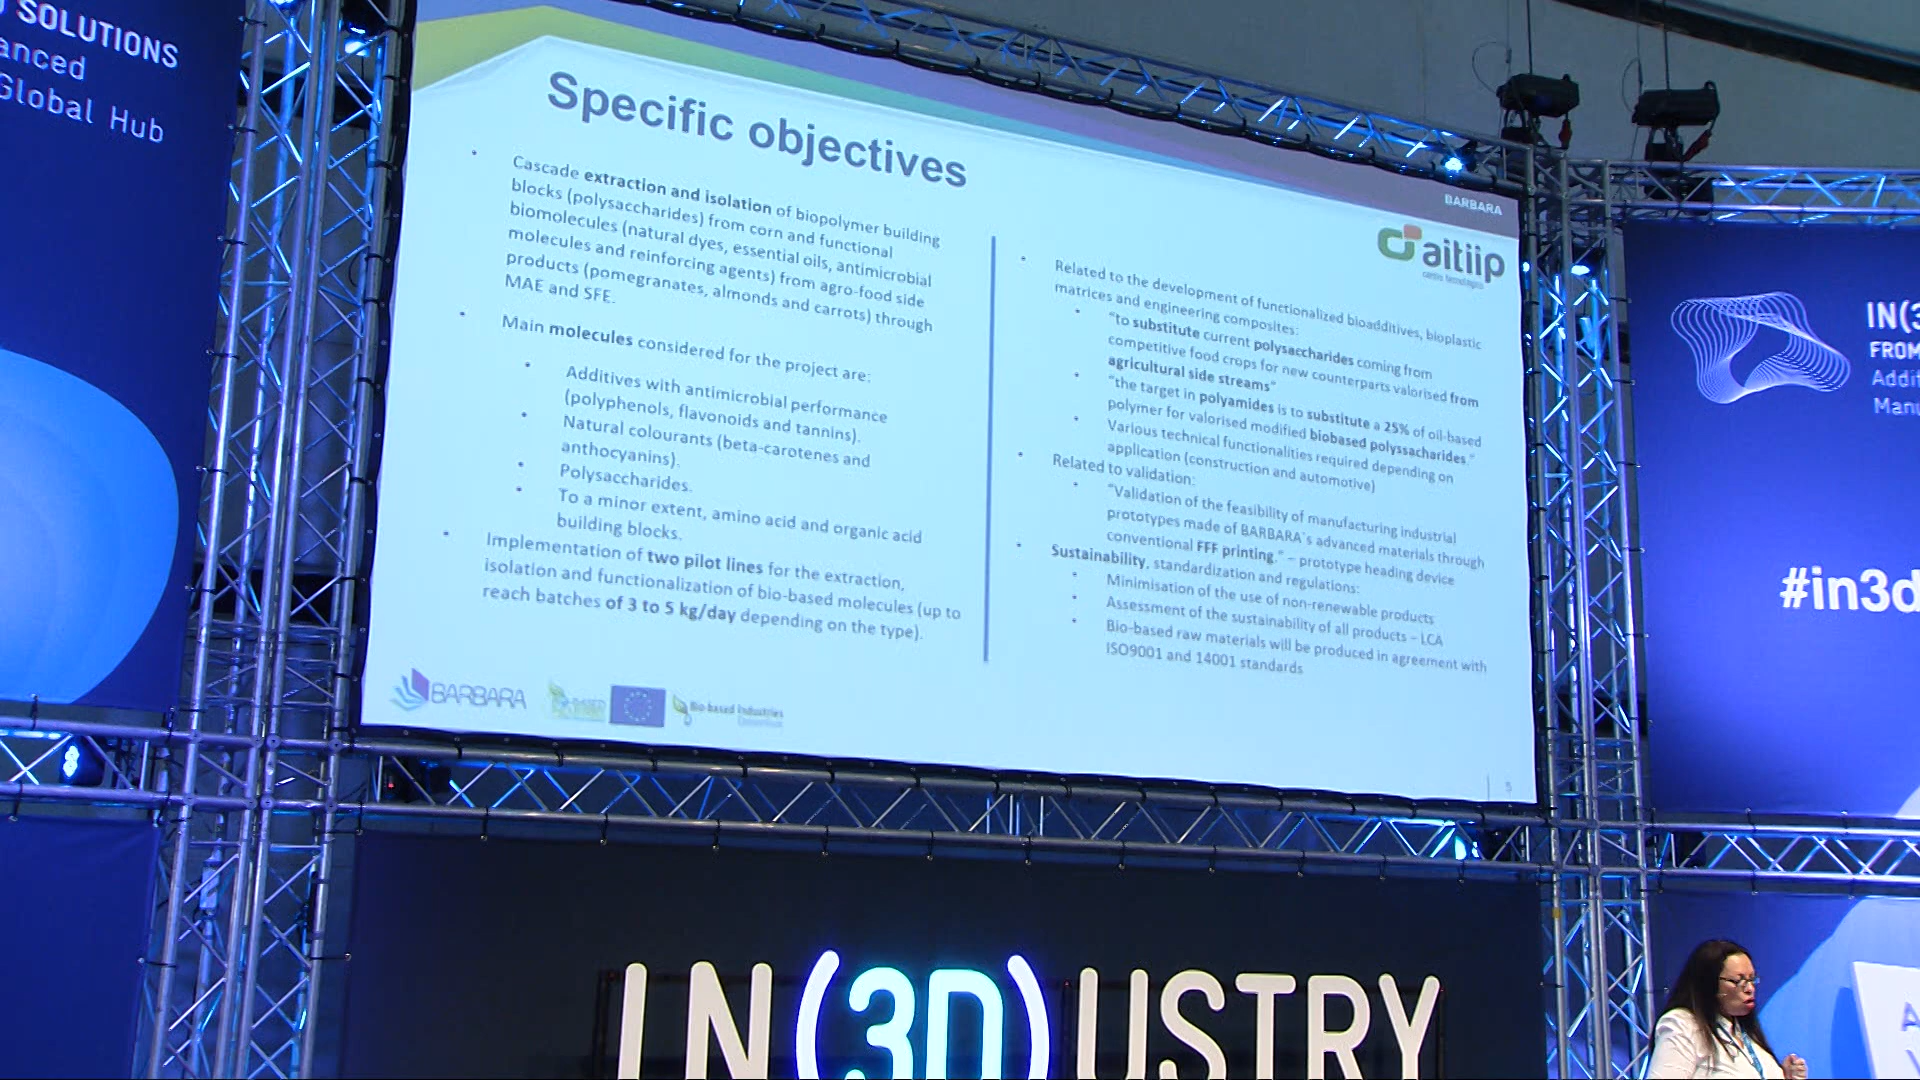 SOLUTIONS
anced
Global Hub
Specific objectives
BARBARA
aitiip
centro tecnológico
Cascade extraction and isolation of biopolymer building
blocks (polysaccharides) from corn and functional
biomolecules (natural dyes, essential oils, antimicrobial
molecules and reinforcing agents) from agro-food side
products (pomegranates, almonds and carrots) through
MAE and SFE.
Main molecules considered for the project are:
Additives with antimicrobial performance
(polyphenols, flavonoids and tannins).
Natural colourants (beta-carotenes and
anthocyanins).
Polysaccharides.
To a minor extent, amino acid and organic acid
building blocks.
Implementation of two pilot lines for the extraction,
isolation and functionalization of bio-based molecules (up to
reach batches of 3 to 5 kg/day depending on the type).
Related to the development of functionalized bioadditives, bioplastic
matrices and engineering composites:
"to substitute current polysaccharides coming from
competitive food crops for new counterparts valorised from
agricultural side streams"
"the target in polyamides is to substitute a 25% of oil-based
polymer for valorised modified biobased polyssacharides."
Various technical functionalities required depending on
application (construction and automotive)
Related to validation:
"Validation of the feasibility of manufacturing industrial
prototypes made of BARBARA´s advanced materials through
conventional FFF printing." – prototype heading device
Sustainability, standardization and regulations:
Minimisation of the use of non-renewable products
Assessment of the sustainability of all products – LCA
Bio-based raw materials will be produced in agreement with
ISO9001 and 14001 standards
BARBARA
Bio-based Industries
5
IN(3
FROM
Addit
Manu
#in3d
IN(3D)USTRY
A